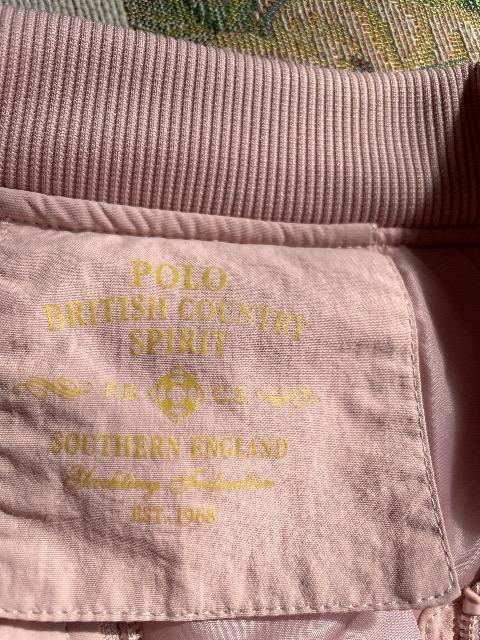 POLO
BRITISH COUNTRY
SPIRIT
P.B. C.S.
SOUTHERN ENGLAND
Yachting Federation
EST. 1968